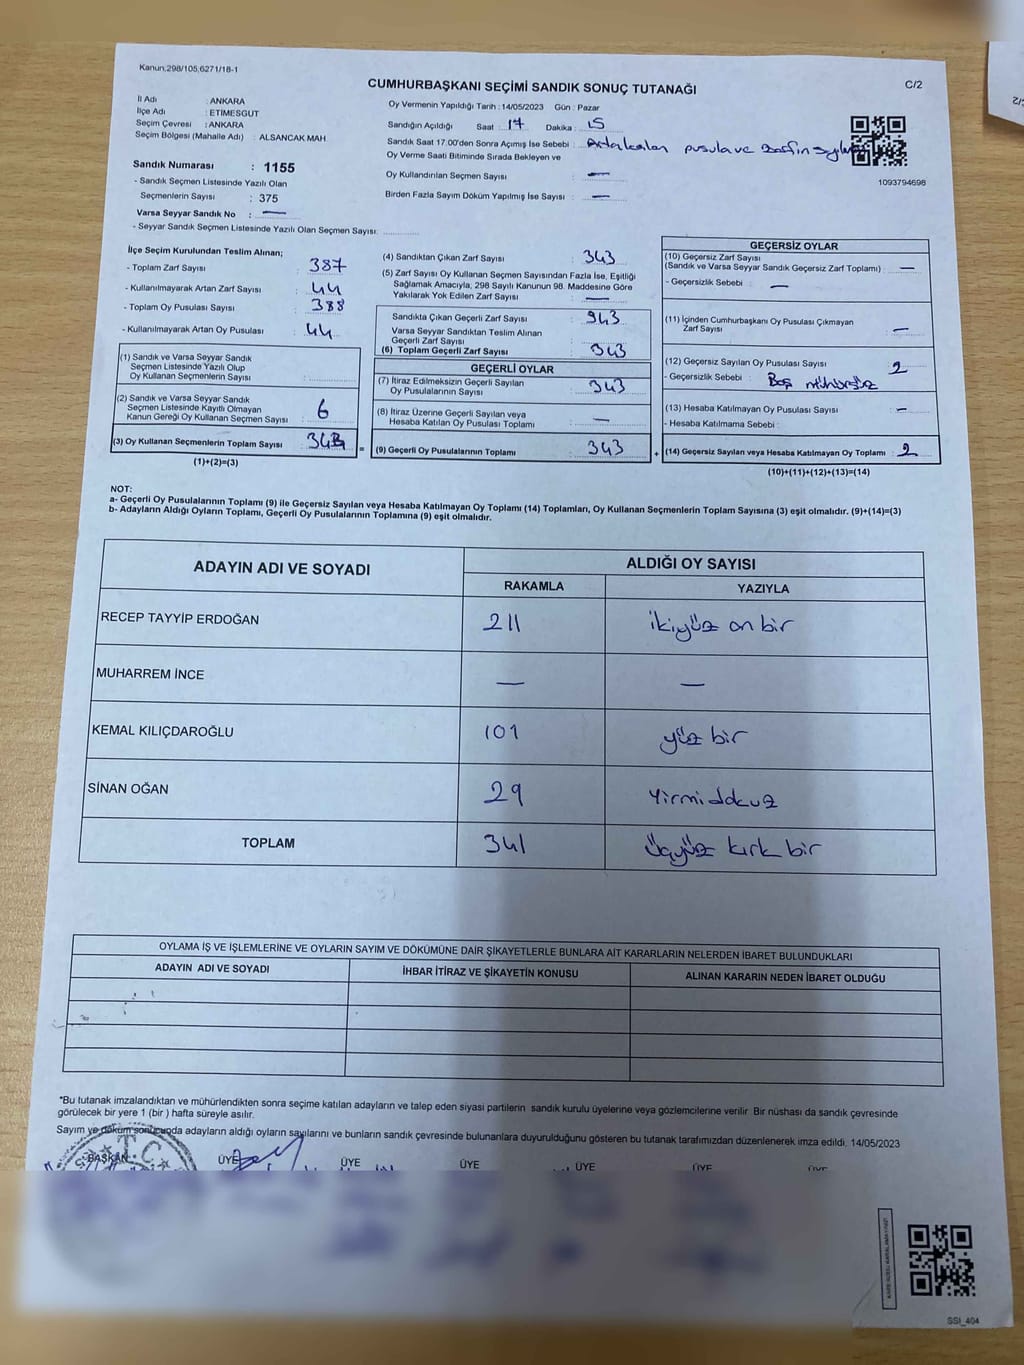 Kanun,298/105,6271/18-1
CUMHURBAŞKANI SEÇİMİ SANDIK SONUÇ TUTANAĞI
C/2
İl Adı : ANKARA
İlçe Adı : ETİMESGUT
Seçim Çevresi : ANKARA
Seçim Bölgesi (Mahalle Adı) : ALSANCAK MAH
Sandık Numarası : 1155
- Sandık Seçmen Listesinde Yazılı Olan
Seçmenlerin Sayısı : 375
Varsa Seyyar Sandık No : —
- Seyyar Sandık Seçmen Listesinde Yazılı Olan Seçmen Sayısı:
Oy Vermenin Yapıldığı Tarih : 14/05/2023 Gün : Pazar
Sandığın Açıldığı Saat : 17 Dakika : 15
Sandık Saat 17.00'den Sonra Açımış İse Sebebi : Arta kalan pusula ve zarfın
Oy Verme Saati Bitiminde Sırada Bekleyen ve
Oy Kullandırılan Seçmen Sayısı : —
Birden Fazla Sayım Döküm Yapılmış İse Sayısı : —
1093794698
İlçe Seçim Kurulundan Teslim Alınan;
- Toplam Zarf Sayısı : 387
- Kullanılmayarak Artan Zarf Sayısı : 44
- Toplam Oy Pusulası Sayısı : 388
- Kullanılmayarak Artan Oy Pusulası : 44
(1) Sandık ve Varsa Seyyar Sandık
Seçmen Listesinde Yazılı Olup
Oy Kullanan Seçmenlerin Sayısı :
(2) Sandık ve Varsa Seyyar Sandık
Seçmen Listesinde Kayıtlı Olmayan
Kanun Gereği Oy Kullanan Seçmen Sayısı : 6
(3) Oy Kullanan Seçmenlerin Toplam Sayısı : 343
(1)+(2)=(3)
=
(4) Sandıktan Çıkan Zarf Sayısı : 343
(5) Zarf Sayısı Oy Kullanan Seçmen Sayısından Fazla İse, Eşitliği
Sağlamak Amacıyla, 298 Sayılı Kanunun 98. Maddesine Göre
Yakılarak Yok Edilen Zarf Sayısı : —
Sandıkta Çıkan Geçerli Zarf Sayısı : 343
Varsa Seyyar Sandıktan Teslim Alınan
Geçerli Zarf Sayısı :
(6) Toplam Geçerli Zarf Sayısı : 343
GEÇERLİ OYLAR
(7) İtiraz Edilmeksizin Geçerli Sayılan
Oy Pusulalarının Sayısı : 343
(8) İtiraz Üzerine Geçerli Sayılan veya
Hesaba Katılan Oy Pusulası Toplamı : —
(9) Geçerli Oy Pusulalarının Toplamı : 343
+
GEÇERSİZ OYLAR
(10) Geçersiz Zarf Sayısı
(Sandık ve Varsa Seyyar Sandık Geçersiz Zarf Toplamı) : —
- Geçersizlik Sebebi : —
(11) İçinden Cumhurbaşkanı Oy Pusulası Çıkmayan
Zarf Sayısı : —
(12) Geçersiz Sayılan Oy Pusulası Sayısı : 2
- Geçersizlik Sebebi : Boş mühürsüz
(13) Hesaba Katılmayan Oy Pusulası Sayısı : —
- Hesaba Katılmama Sebebi :
(14) Geçersiz Sayılan veya Hesaba Katılmayan Oy Toplamı : 2
(10)+(11)+(12)+(13)=(14)
NOT:
a- Geçerli Oy Pusulalarının Toplamı (9) ile Geçersiz Sayılan veya Hesaba Katılmayan Oy Toplamı (14) Toplamları, Oy Kullanan Seçmenlerin Toplam Sayısına (3) eşit olmalıdır. (9)+(14)=(3)
b- Adayların Aldığı Oyların Toplamı, Geçerli Oy Pusulalarının Toplamına (9) eşit olmalıdır.
ADAYIN ADI VE SOYADI
ALDIĞI OY SAYISI
RAKAMLA YAZIYLA
RECEP TAYYİP ERDOĞAN 211 ikiyüz on bir
MUHARREM İNCE — —
KEMAL KILIÇDAROĞLU 101 yüz bir
SİNAN OĞAN 29 Yirmi dokuz
TOPLAM 341 Üçyüz kırk bir
OYLAMA İŞ VE İŞLEMLERİNE VE OYLARIN SAYIM VE DÖKÜMÜNE DAİR ŞİKAYETLERLE BUNLARA AİT KARARLARIN NELERDEN İBARET BULUNDUKLARI
ADAYIN ADI VE SOYADI İHBAR İTİRAZ VE ŞİKAYETİN KONUSU ALINAN KARARIN NEDEN İBARET OLDUĞU
*Bu tutanak imzalandıktan ve mühürlendikten sonra seçime katılan adayların ve talep eden siyasi partilerin sandık kurulu üyelerine veya gözlemcilerine verilir. Bir nüshası da sandık çevresinde
görülecek bir yere 1 (bir ) hafta süreyle asılır.
Sayım ve döküm sonucunda adayların aldığı oyların sayılarını ve bunların sandık çevresinde bulunanlara duyurulduğunu gösteren bu tutanak tarafımızdan düzenlenerek imza edildi. 14/05/2023
BAŞKAN ÜYE ÜYE ÜYE ÜYE ÜYE ÜYE
T.C.
SSI_404